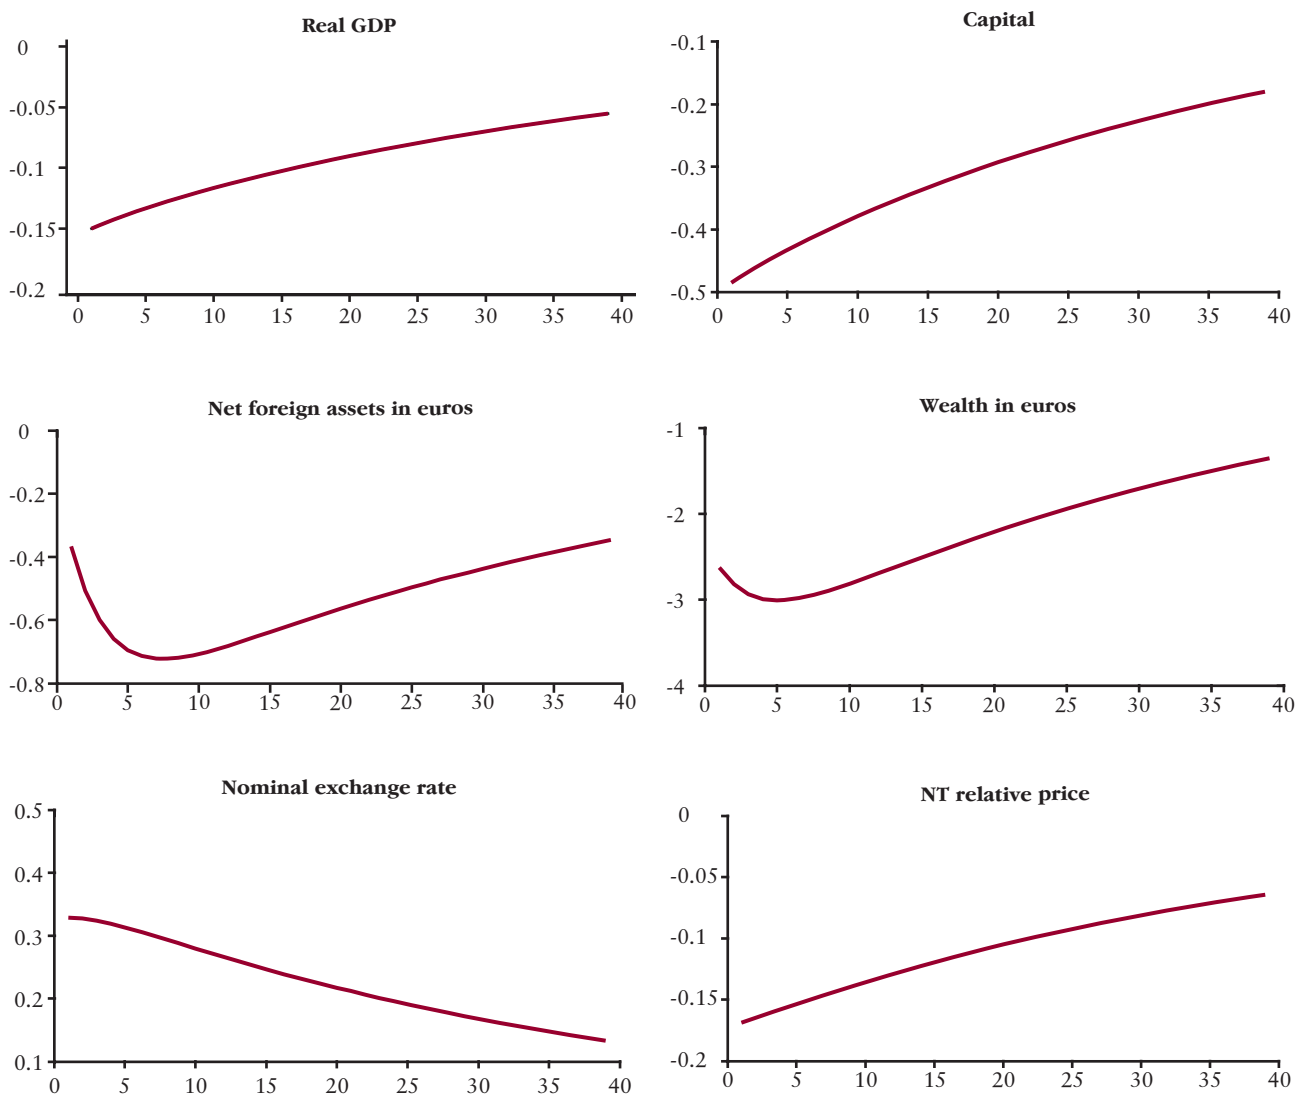 Real GDP
0
-0.05
-0.1
-0.15
-0.2
0 5 10 15 20 25 30 35 40
Capital
-0.1
-0.2
-0.3
-0.4
-0.5
0 5 10 15 20 25 30 35 40
Net foreign assets in euros
0
-0.2
-0.4
-0.6
-0.8
0 5 10 15 20 25 30 35 40
Wealth in euros
-1
-2
-3
-4
0 5 10 15 20 25 30 35 40
Nominal exchange rate
0.5
0.4
0.3
0.2
0.1
0 5 10 15 20 25 30 35 40
NT relative price
0
-0.05
-0.1
-0.15
-0.2
0 5 10 15 20 25 30 35 40